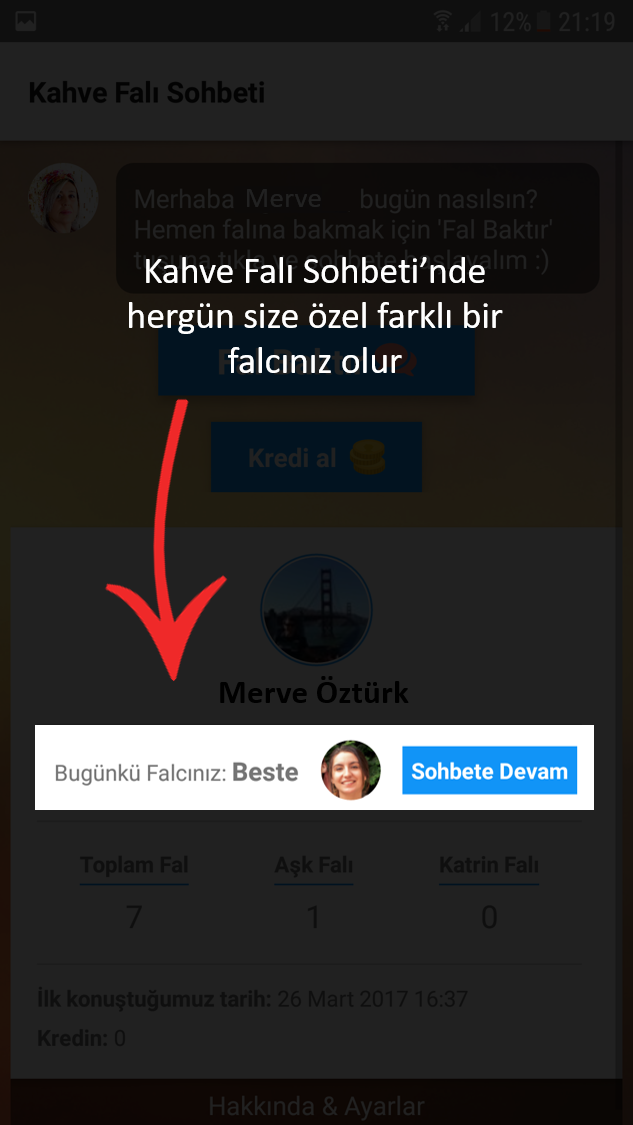 12% 21:19
Kahve Falı Sohbeti
Merhaba Merve bugün nasılsın?
Hemen falına bakmak için 'Fal Baktır'
Kahve Falı Sohbeti’nde
hergün size özel farklı bir
falcınız olur
Kredi al
Merve Öztürk
Bugünkü Falcınız: Beste Sohbete Devam
Toplam Fal Aşk Falı Katrin Falı
7 1 0
İlk konuştuğumuz tarih: 26 Mart 2017 16:37
Kredin: 0
Hakkında & Ayarlar